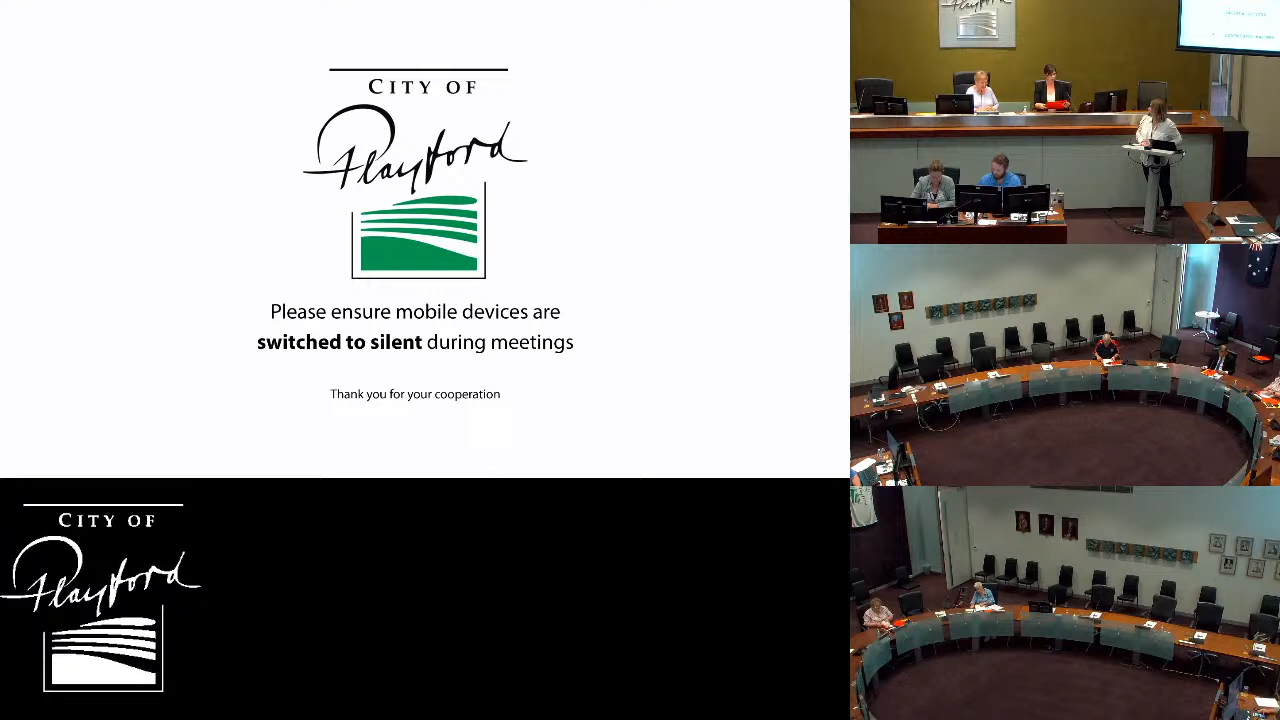 CITY OF
Playford
Please ensure mobile devices are
switched to silent during meetings
Thank you for your cooperation
CITY OF
Playford